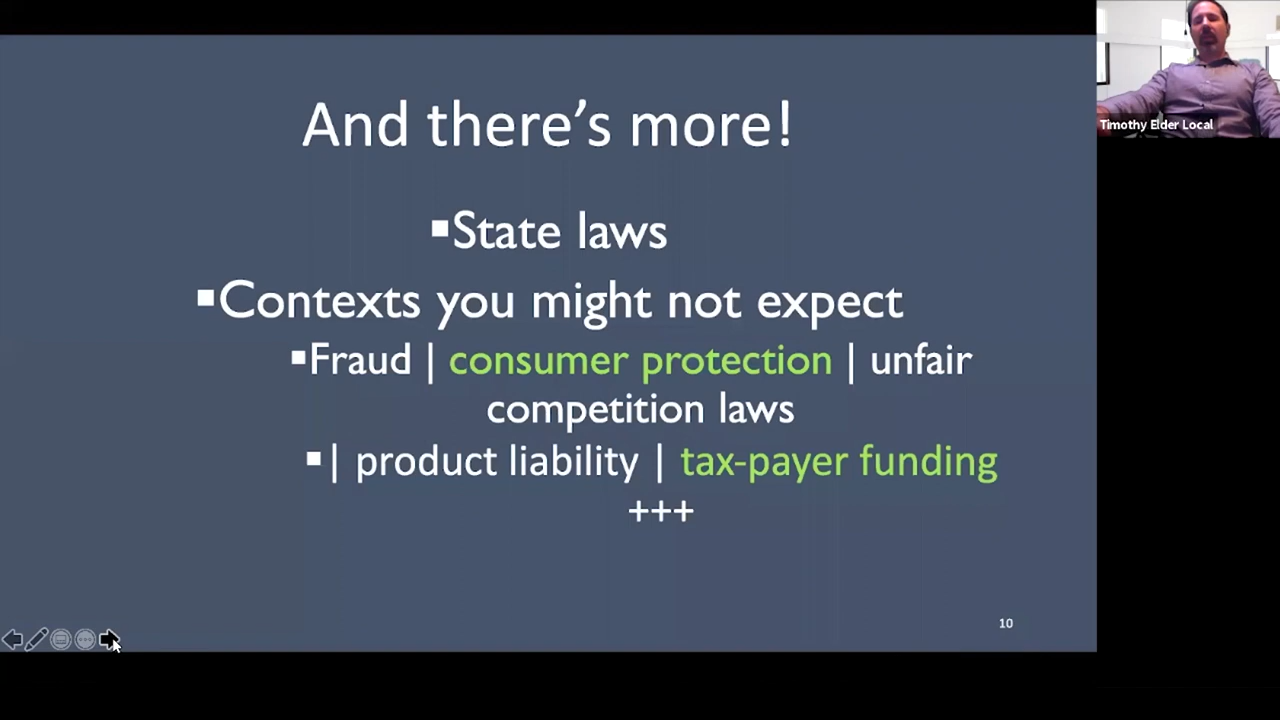 And there’s more!
▪State laws
▪Contexts you might not expect
▪Fraud | consumer protection | unfair
competition laws
▪| product liability | tax-payer funding
+++
10
Timothy Elder Local